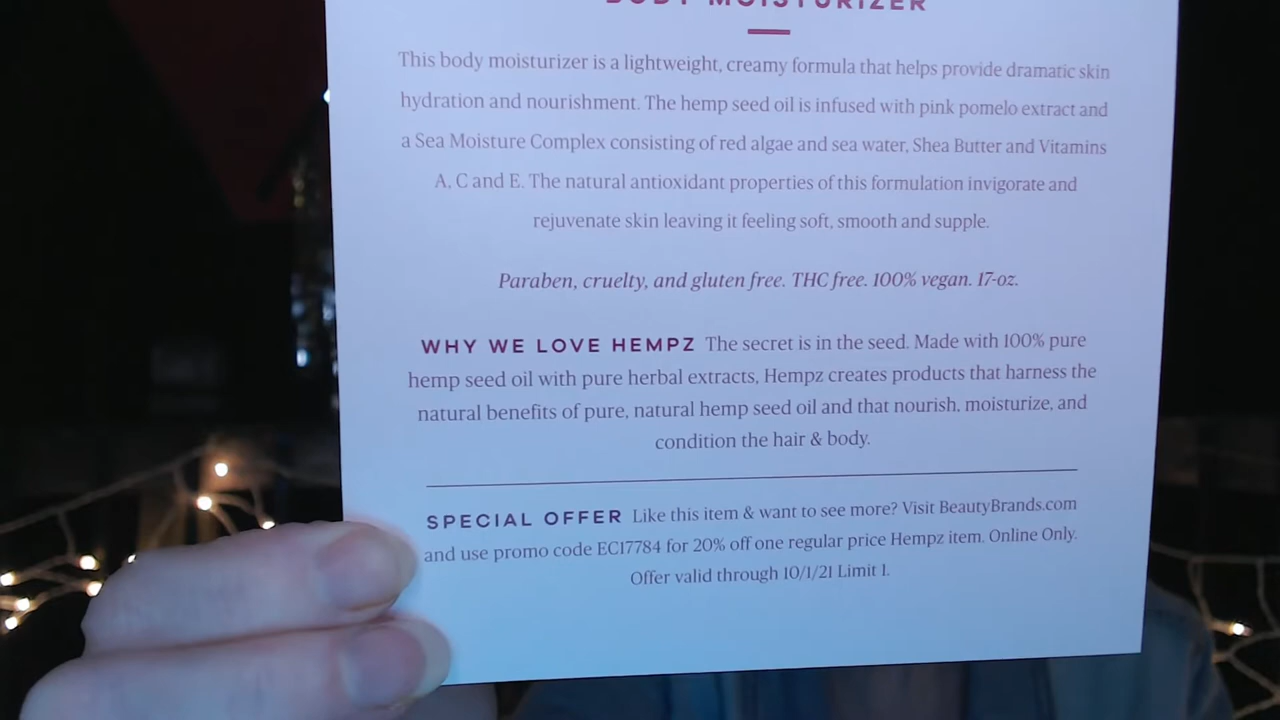 BODY MOISTURIZER
This body moisturizer is a lightweight, creamy formula that helps provide dramatic skin
hydration and nourishment. The hemp seed oil is infused with pink pomelo extract and
a Sea Moisture Complex consisting of red algae and sea water, Shea Butter and Vitamins
A, C and E. The natural antioxidant properties of this formulation invigorate and
rejuvenate skin leaving it feeling soft, smooth and supple.
Paraben, cruelty, and gluten free. THC free. 100% vegan. 17-oz.
WHY WE LOVE HEMPZ The secret is in the seed. Made with 100% pure
hemp seed oil with pure herbal extracts, Hempz creates products that harness the
natural benefits of pure, natural hemp seed oil and that nourish, moisturize, and
condition the hair & body.
SPECIAL OFFER Like this item & want to see more? Visit BeautyBrands.com
and use promo code EC17784 for 20% off one regular price Hempz item. Online Only.
Offer valid through 10/1/21 Limit 1.